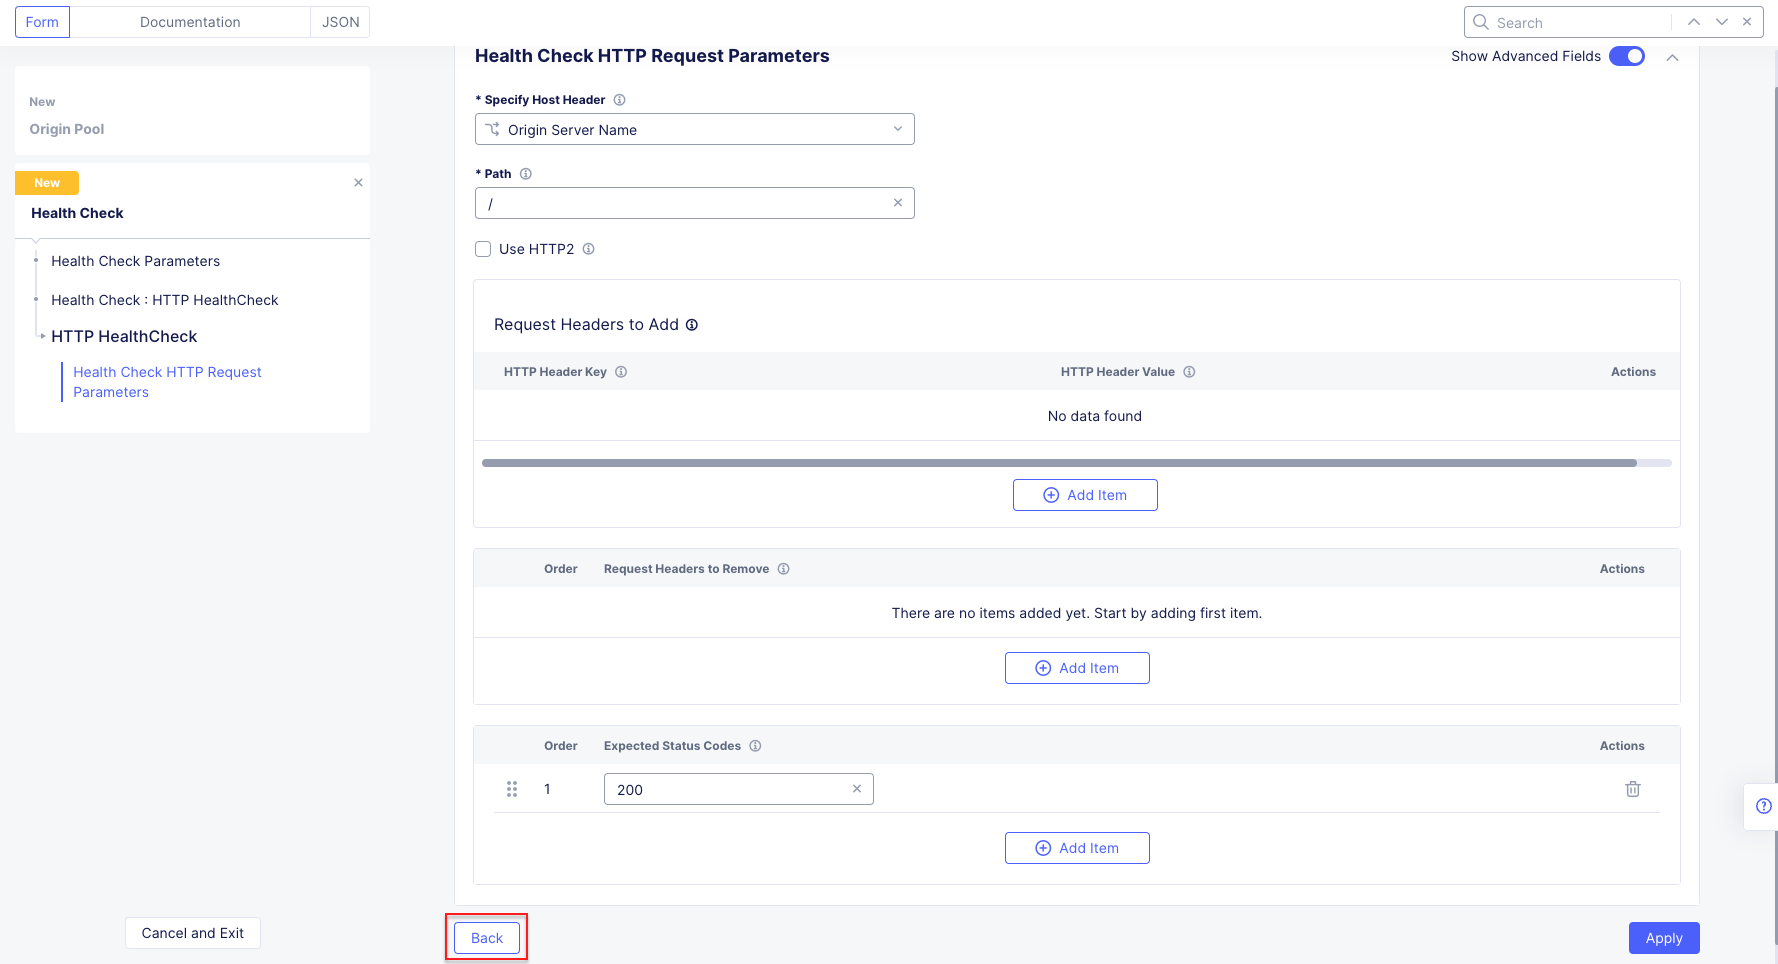 Form
Documentation
JSON
Search
New
Origin Pool
New
Health Check
Health Check Parameters
Health Check : HTTP HealthCheck
HTTP HealthCheck
Health Check HTTP Request
Parameters
Cancel and Exit
Health Check HTTP Request Parameters
Show Advanced Fields
* Specify Host Header
Origin Server Name
* Path
/
Use HTTP2
Request Headers to Add
HTTP Header Key
HTTP Header Value
Actions
No data found
Add Item
Order
Request Headers to Remove
Actions
There are no items added yet. Start by adding first item.
Add Item
Order
Expected Status Codes
Actions
1
200
Add Item
Back
Apply